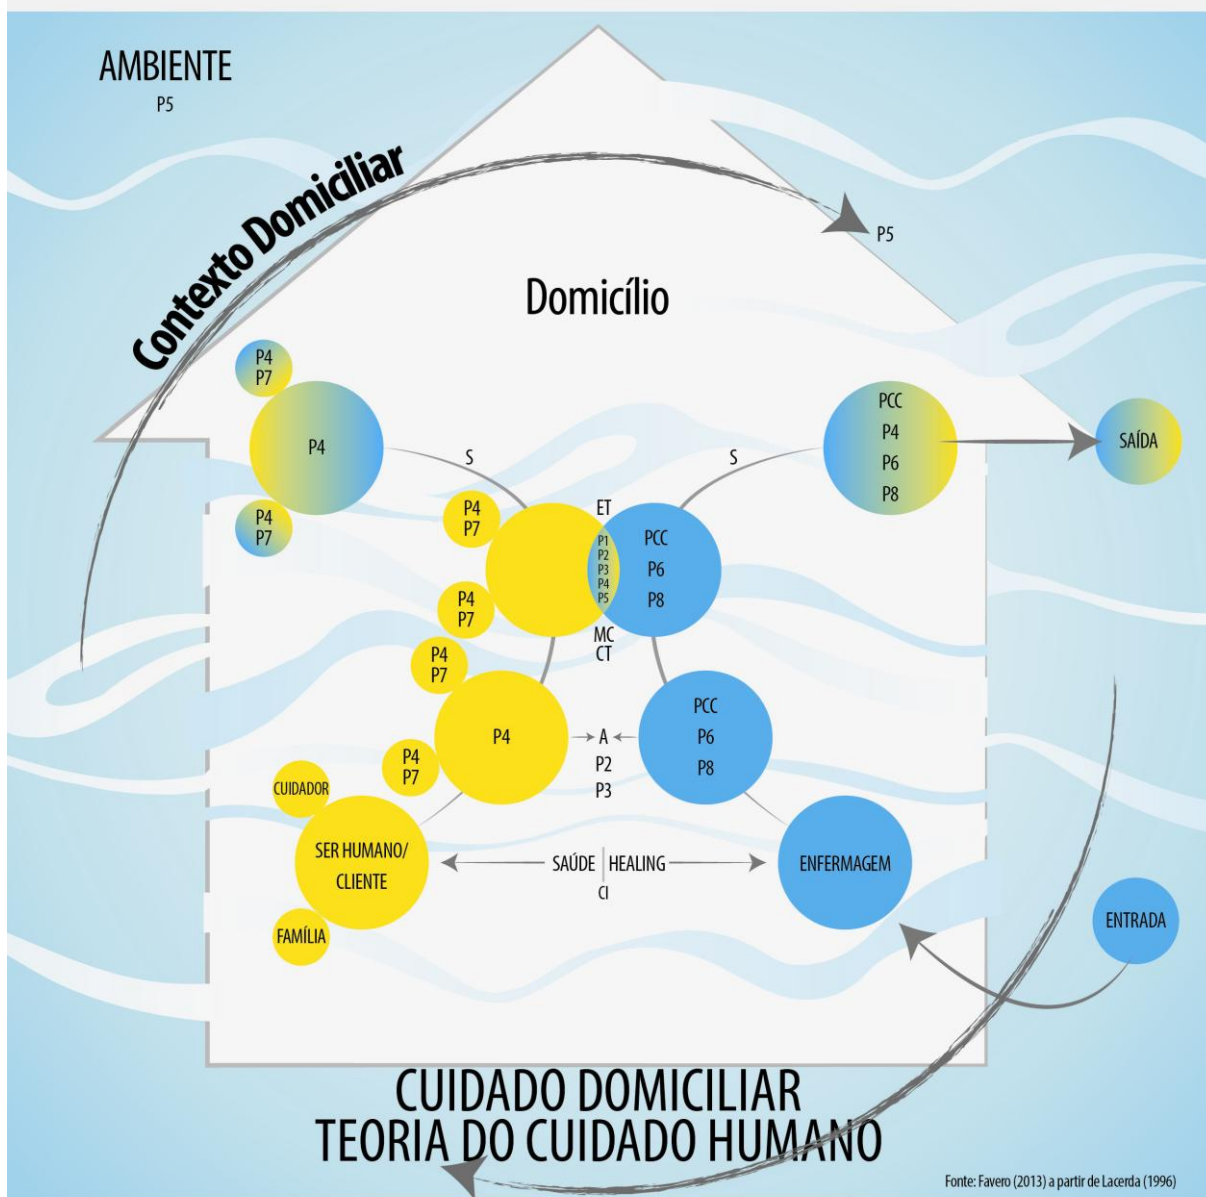 AMBIENTE
P5
Contexto Domiciliar
P5
Domicílio
P4
P7
P4
P4
P7
S
S
PCC
P4
P6
P8
SAÍDA
P4
P7
P4
P7
ET
P1
P2
P3
P4
P5
MC
CT
PCC
P6
P8
P4
P7
P4
P4
P7
A
P2
P3
PCC
P6
P8
CUIDADOR
SER HUMANO/
CLIENTE
FAMÍLIA
SAÚDE | HEALING
CI
ENFERMAGEM
ENTRADA
CUIDADO DOMICILIAR
TEORIA DO CUIDADO HUMANO
Fonte: Favero (2013) a partir de Lacerda (1996)